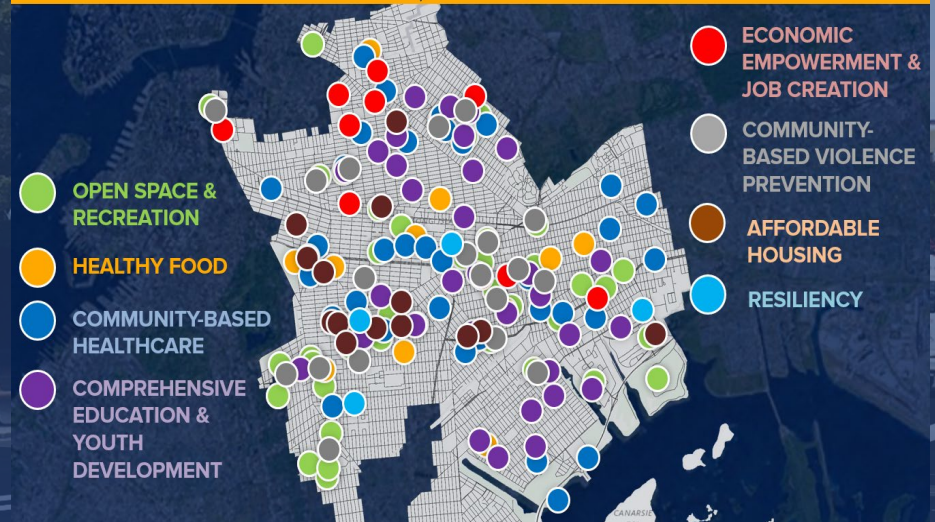 OPEN SPACE &
RECREATION
HEALTHY FOOD
COMMUNITY-BASED
HEALTHCARE
COMPREHENSIVE
EDUCATION &
YOUTH
DEVELOPMENT
ECONOMIC
EMPOWERMENT &
JOB CREATION
COMMUNITY-
BASED VIOLENCE
PREVENTION
AFFORDABLE
HOUSING
RESILIENCY
CANARSIE